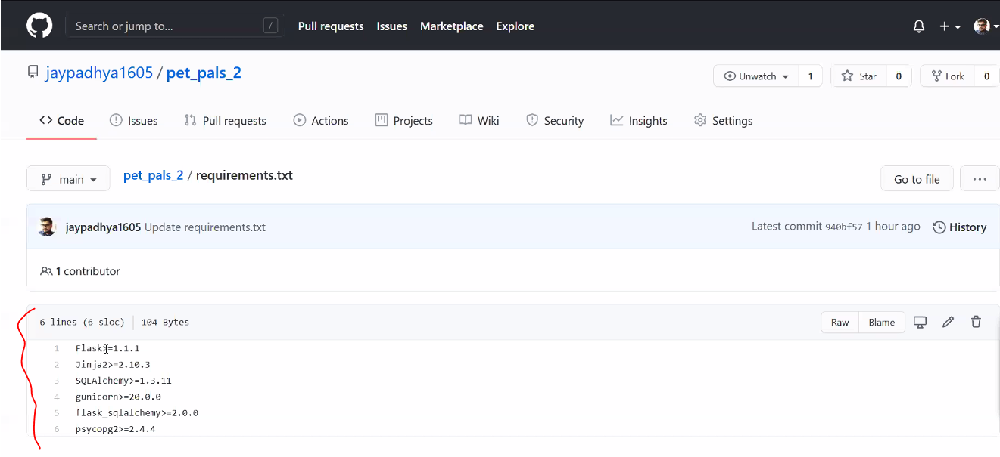 Search or jump to... /
Pull requests Issues Marketplace Explore
jaypadhya1605 / pet_pals_2
Unwatch 1 Star 0 Fork 0
Code Issues Pull requests Actions Projects Wiki Security Insights Settings
main pet_pals_2 / requirements.txt Go to file ...
jaypadhya1605 Update requirements.txt Latest commit 940bf57 1 hour ago History
1 contributor
6 lines (6 sloc) 104 Bytes Raw Blame
1 Flask>=1.1.1
2 Jinja2>=2.10.3
3 SQLAlchemy>=1.3.11
4 gunicorn>=20.0.0
5 flask_sqlalchemy>=2.0.0
6 psycopg2>=2.4.4